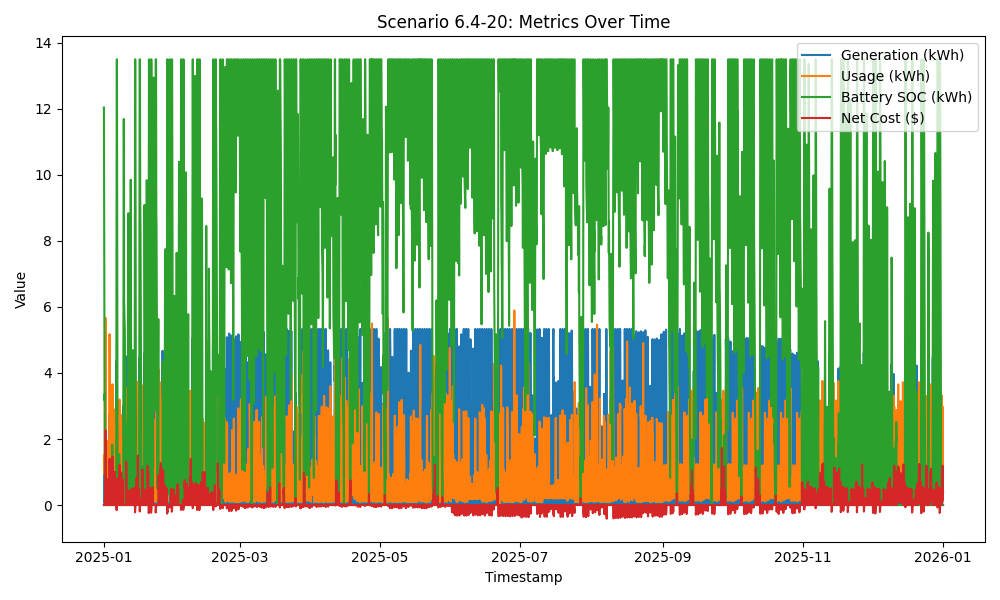 Scenario 6.4-20: Metrics Over Time
Generation (kWh)
Usage (kWh)
Battery SOC (kWh)
Net Cost ($)
Value
14
12
10
8
6
4
2
0
2025-01
2025-03
2025-05
2025-07
2025-09
2025-11
2026-01
Timestamp